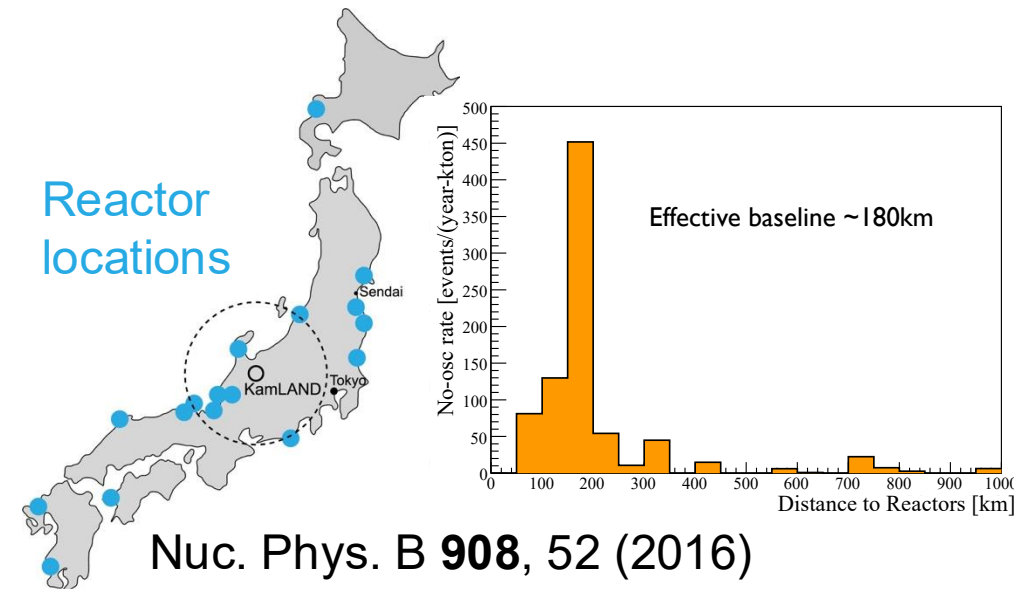 Reactor
locations
Sendai
KamLAND
Tokyo
No-osc rate [events/(year-kton)]
500
450
400
350
300
250
200
150
100
50
0
Effective baseline ~180km
0 100 200 300 400 500 600 700 800 900 1000
Distance to Reactors [km]
Nuc. Phys. B 908, 52 (2016)